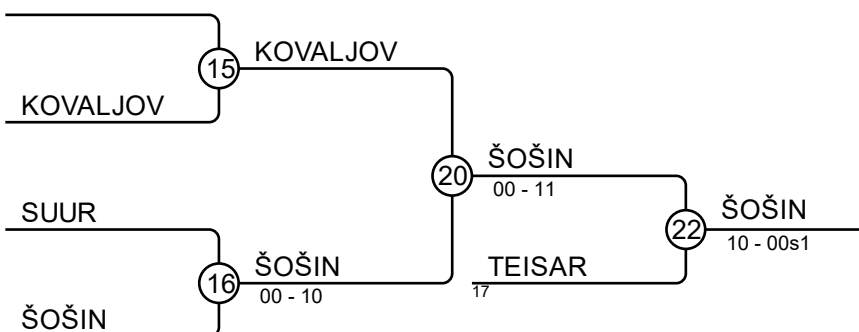 KOVALJOV
15
KOVALJOV
ŠOŠIN
20
00 - 11
SUUR
ŠOŠIN
22
10 - 00s1
ŠOŠIN
16
00 - 10
TEISAR
17
ŠOŠIN